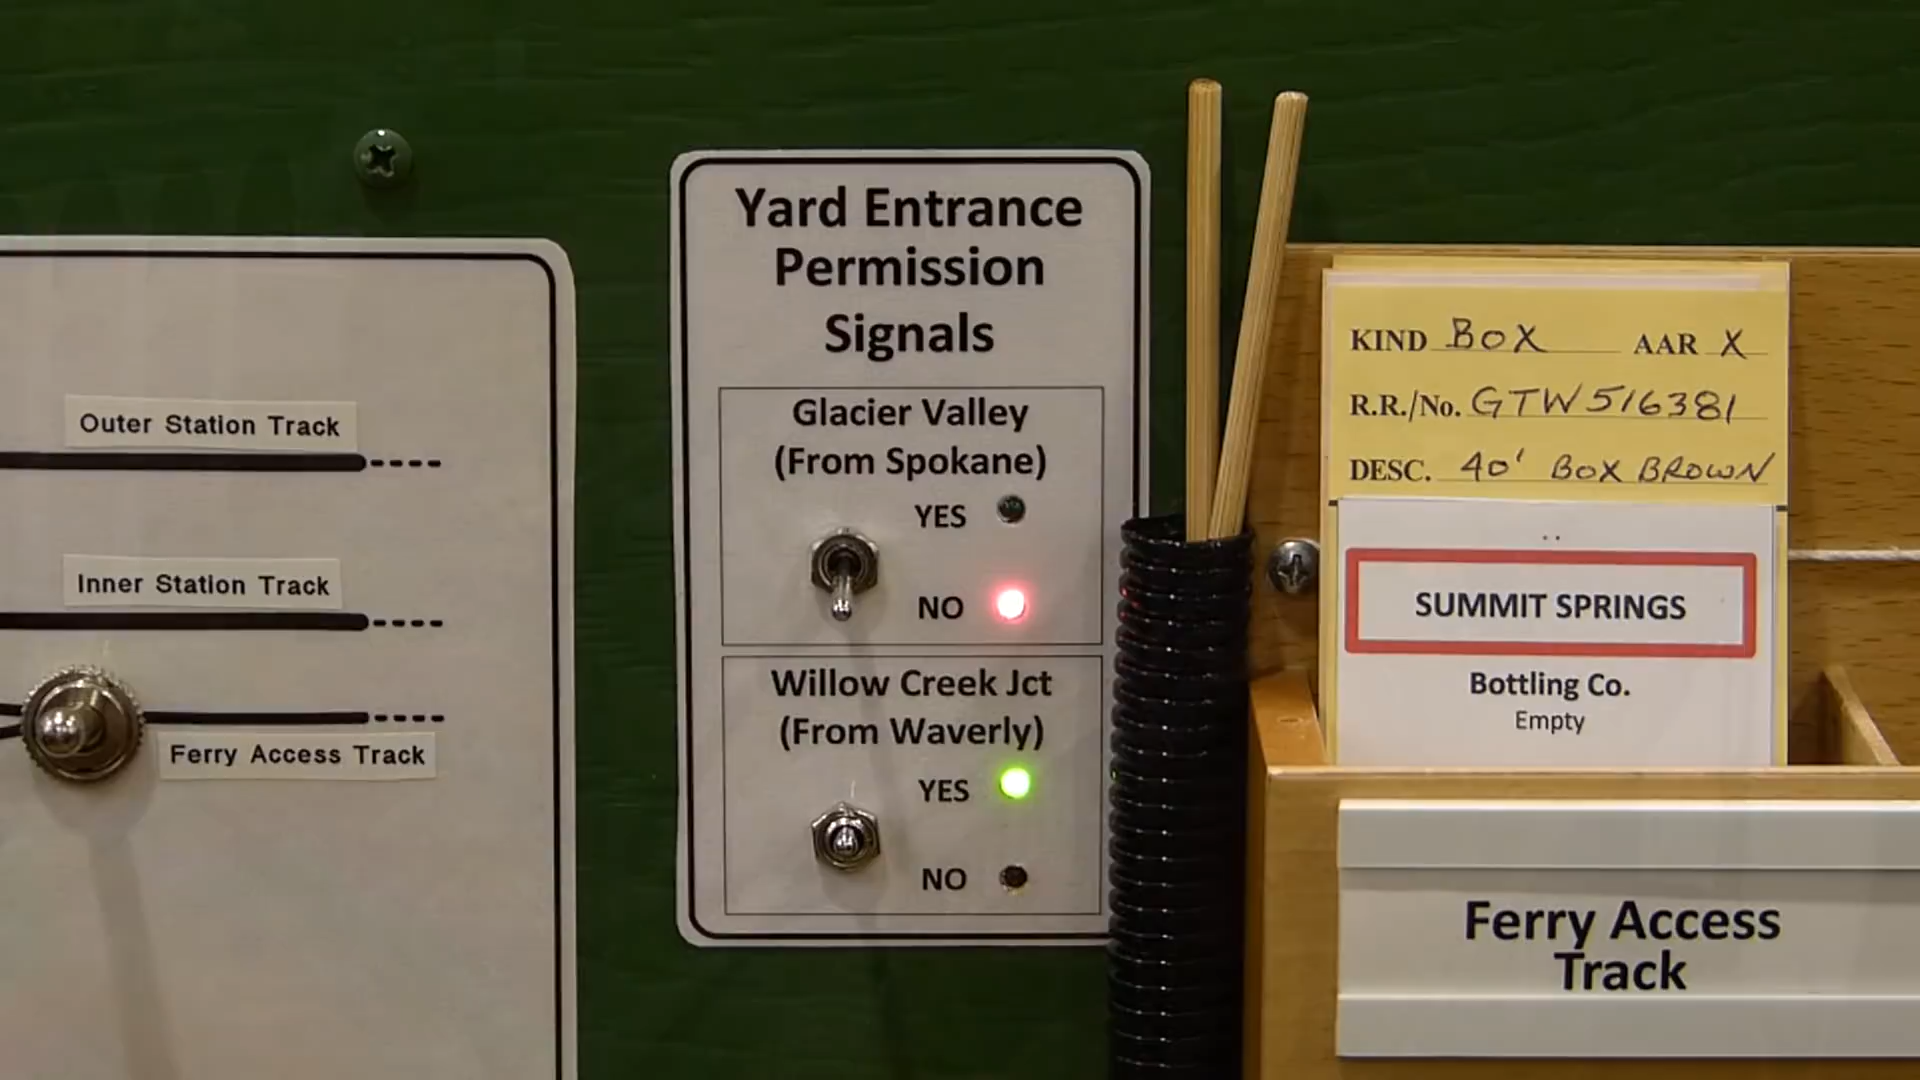 Outer Station Track
Inner Station Track
Ferry Access Track
Yard Entrance
Permission
Signals
Glacier Valley
(From Spokane)
YES
NO
Willow Creek Jct
(From Waverly)
YES
NO
KIND BOX AAR X
R.R./No. GTW516381
DESC. 40' BOX BROWN
SUMMIT SPRINGS
Bottling Co.
Empty
Ferry Access
Track